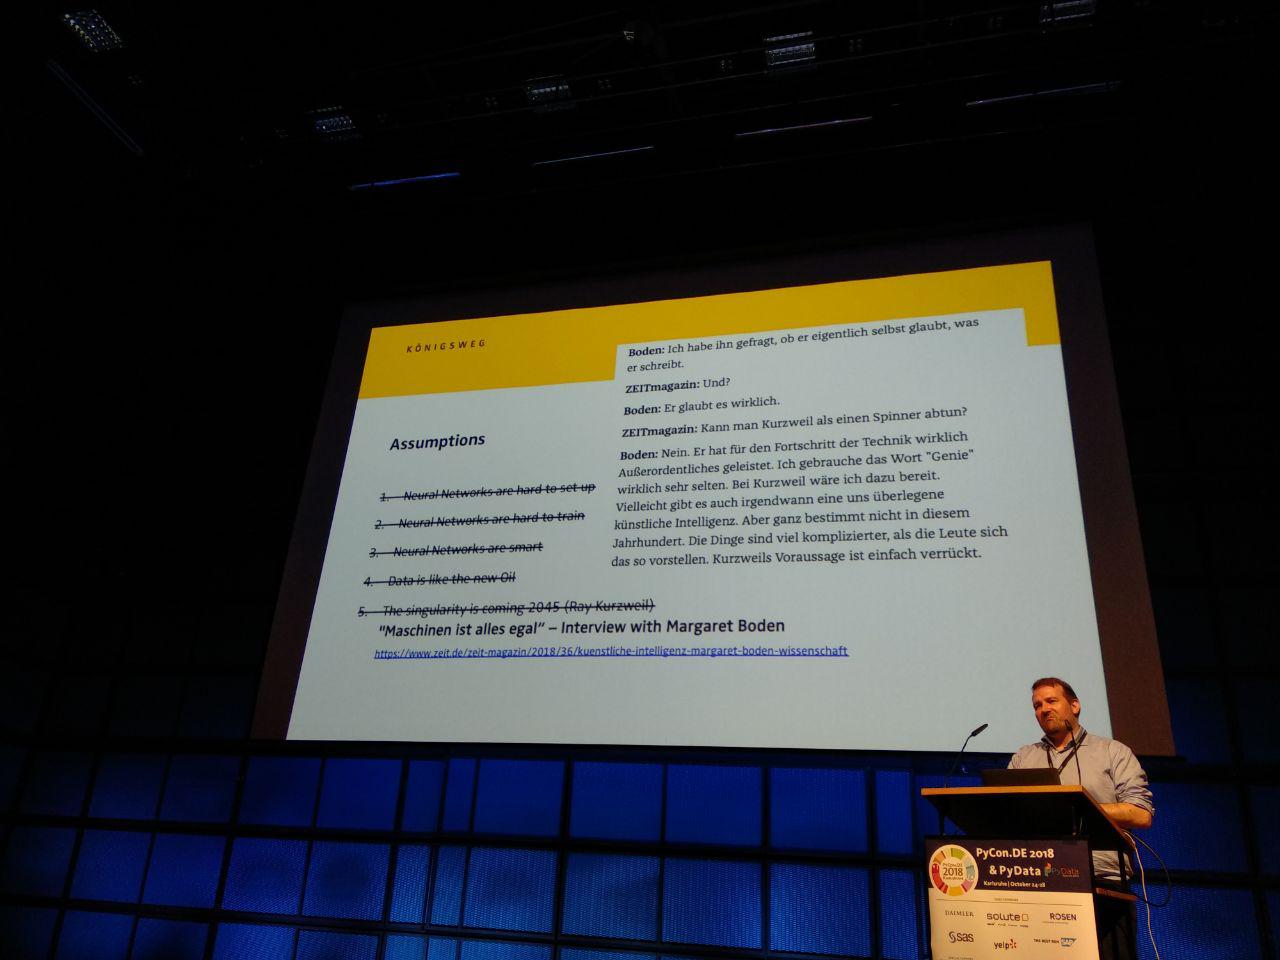 KÖNIGSWEG
Boden: Ich habe ihn gefragt, ob er eigentlich selbst glaubt, was
er schreibt.
ZEITmagazin: Und?
Boden: Er glaubt es wirklich.
ZEITmagazin: Kann man Kurzweil als einen Spinner abtun?
Boden: Nein. Er hat für den Fortschritt der Technik wirklich
Außerordentliches geleistet. Ich gebrauche das Wort "Genie"
wirklich sehr selten. Bei Kurzweil wäre ich dazu bereit.
Vielleicht gibt es auch irgendwann eine uns überlegene
künstliche Intelligenz. Aber ganz bestimmt nicht in diesem
Jahrhundert. Die Dinge sind viel komplizierter, als die Leute sich
das so vorstellen. Kurzweils Voraussage ist einfach verrückt.
Assumptions
1. Neural Networks are hard to set up
2. Neural Networks are hard to train
3. Neural Networks are smart
4. Data is like the new Oil
5. The singularity is coming 2045 (Ray Kurzweil)
"Maschinen ist alles egal“ – Interview with Margaret Boden
https://www.zeit.de/zeit-magazin/2018/36/kuenstliche-intelligenz-margaret-boden-wissenschaft
PyCon.DE 2018
& PyData
PyData
Karlsruhe | October 24-28
PyCon.DE
2018
DAIMLER
solute
ROSEN
sas
yelp
THE BEST RUN SAP